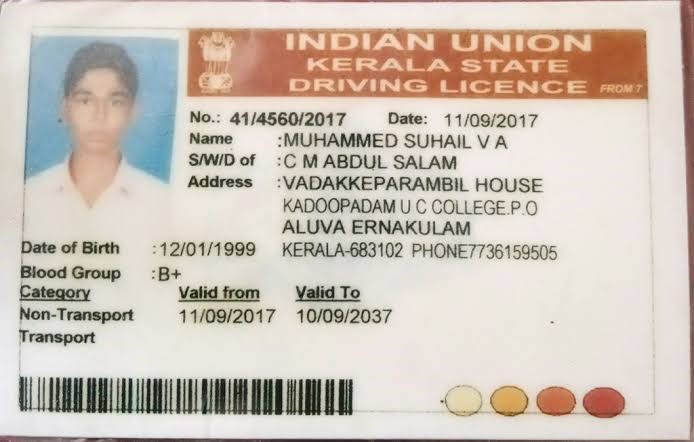 INDIAN UNION
KERALA STATE
DRIVING LICENCE FROM 7
No.: 41/4560/2017 Date: 11/09/2017
Name :MUHAMMED SUHAIL V A
S/W/D of :C M ABDUL SALAM
Address :VADAKKEPARAMBIL HOUSE
KADOOPADAM U C COLLEGE.P.O
ALUVA ERNAKULAM
Date of Birth :12/01/1999 KERALA-683102 PHONE7736159505
Blood Group :B+
Category Valid from Valid To
Non-Transport 11/09/2017 10/09/2037
Transport